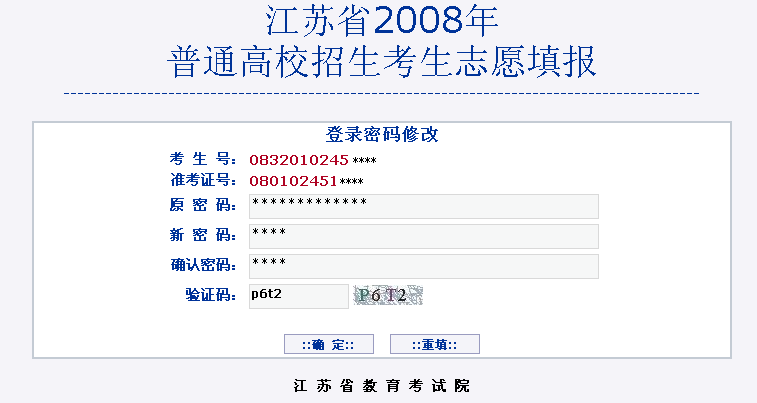 江苏省2008年
普通高校招生考生志愿填报
登录密码修改
考 生 号： 0832010245 ****
准考证号： 080102451****
原 密 码： *************
新 密 码： ****
确认密码： ****
验证码： p6t2 P6 T2
::确 定:: ::重填::
江 苏 省 教 育 考 试 院